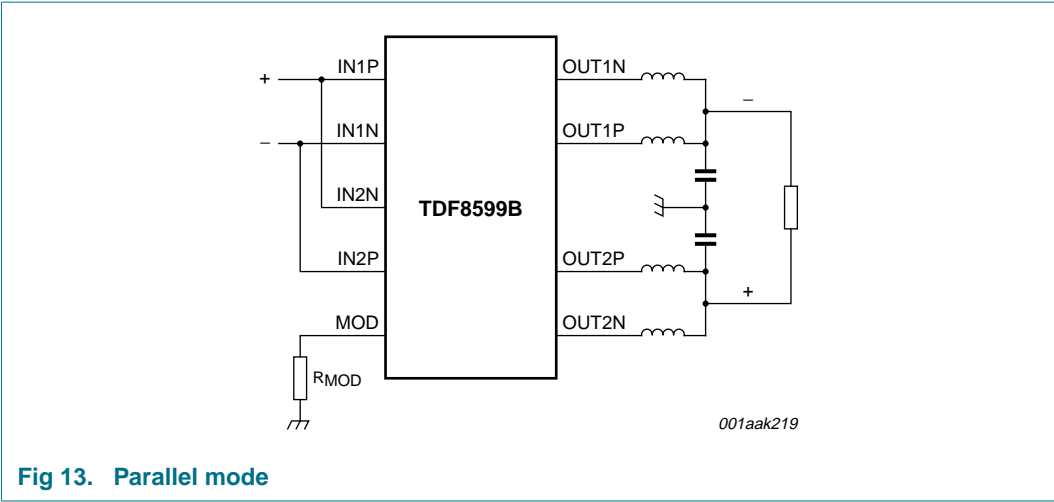 + IN1P OUT1N
−
− IN1N OUT1P
IN2N TDF8599B
IN2P OUT2P
+
MOD OUT2N
RMOD
001aak219
Fig 13. Parallel mode